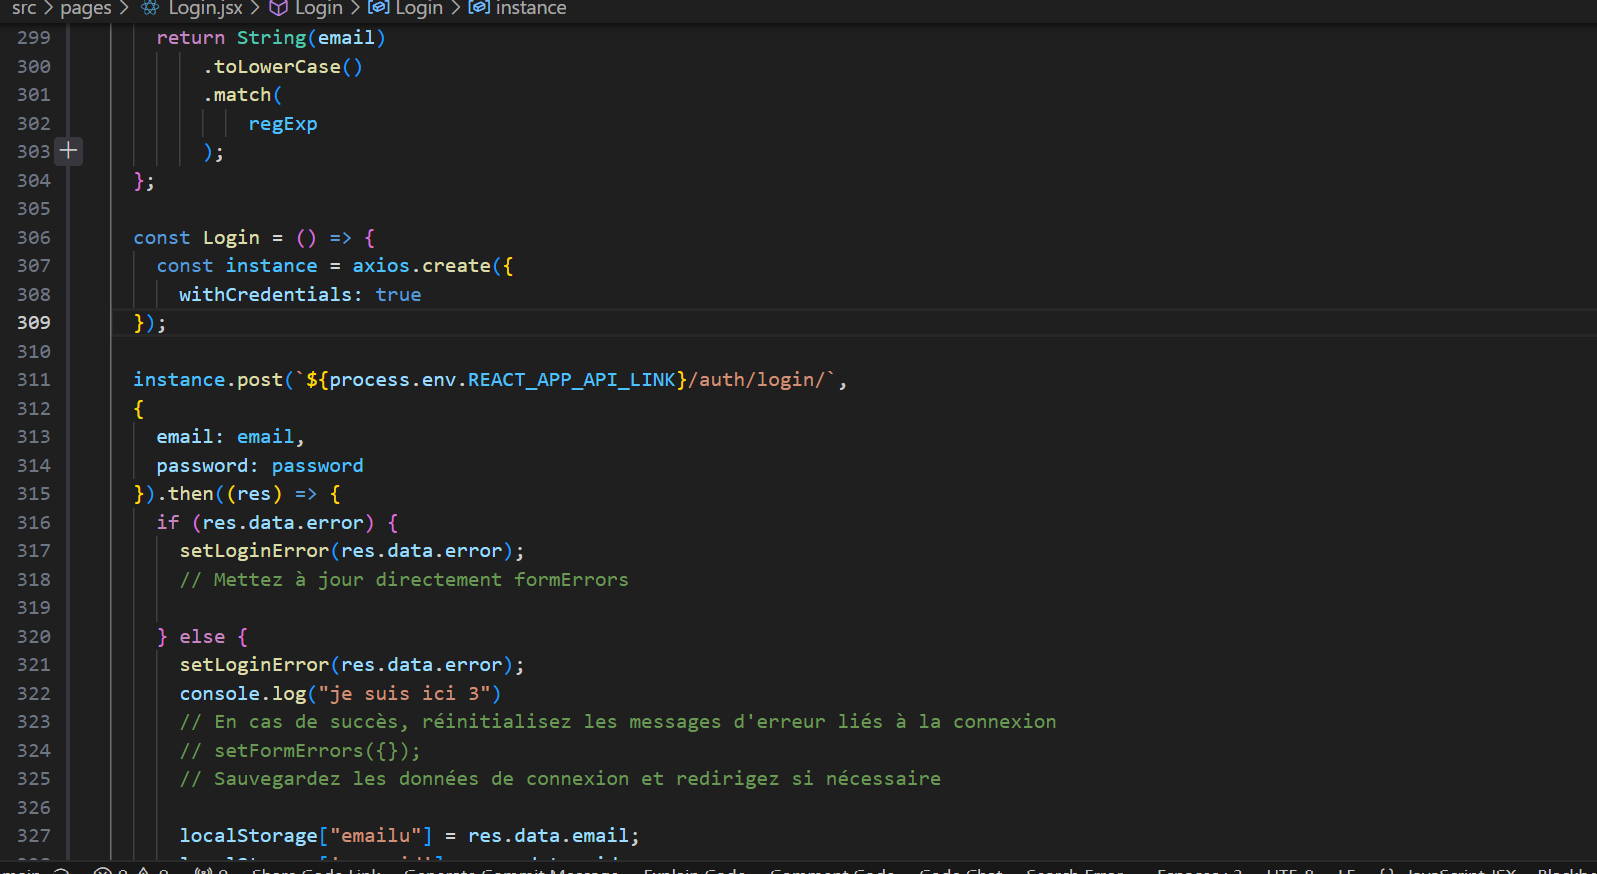 src > pages > Login.jsx > Login > Login > instance
299 return String(email)
300 .toLowerCase()
301 .match(
302 regExp
303 );
304 };
305
306 const Login = () => {
307 const instance = axios.create({
308 withCredentials: true
309 });
310
311 instance.post(`${process.env.REACT_APP_API_LINK}/auth/login/`,
312 {
313 email: email,
314 password: password
315 }).then((res) => {
316 if (res.data.error) {
317 setLoginError(res.data.error);
318 // Mettez à jour directement formErrors
319
320 } else {
321 setLoginError(res.data.error);
322 console.log("je suis ici 3")
323 // En cas de succès, réinitialisez les messages d'erreur liés à la connexion
324 // setFormErrors({});
325 // Sauvegardez les données de connexion et redirigez si nécessaire
326
327 localStorage["emailu"] = res.data.email;